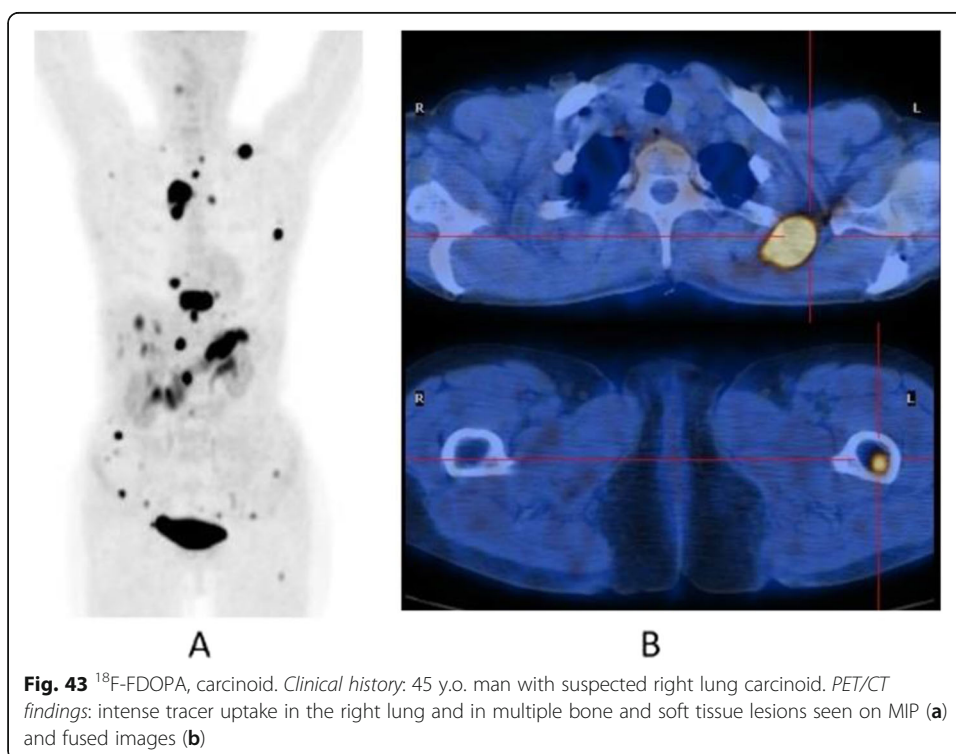 R
L
R
L
A
B
Fig. 43 ¹⁸F-FDOPA, carcinoid. Clinical history: 45 y.o. man with suspected right lung carcinoid. PET/CT
findings: intense tracer uptake in the right lung and in multiple bone and soft tissue lesions seen on MIP (a)
and fused images (b)